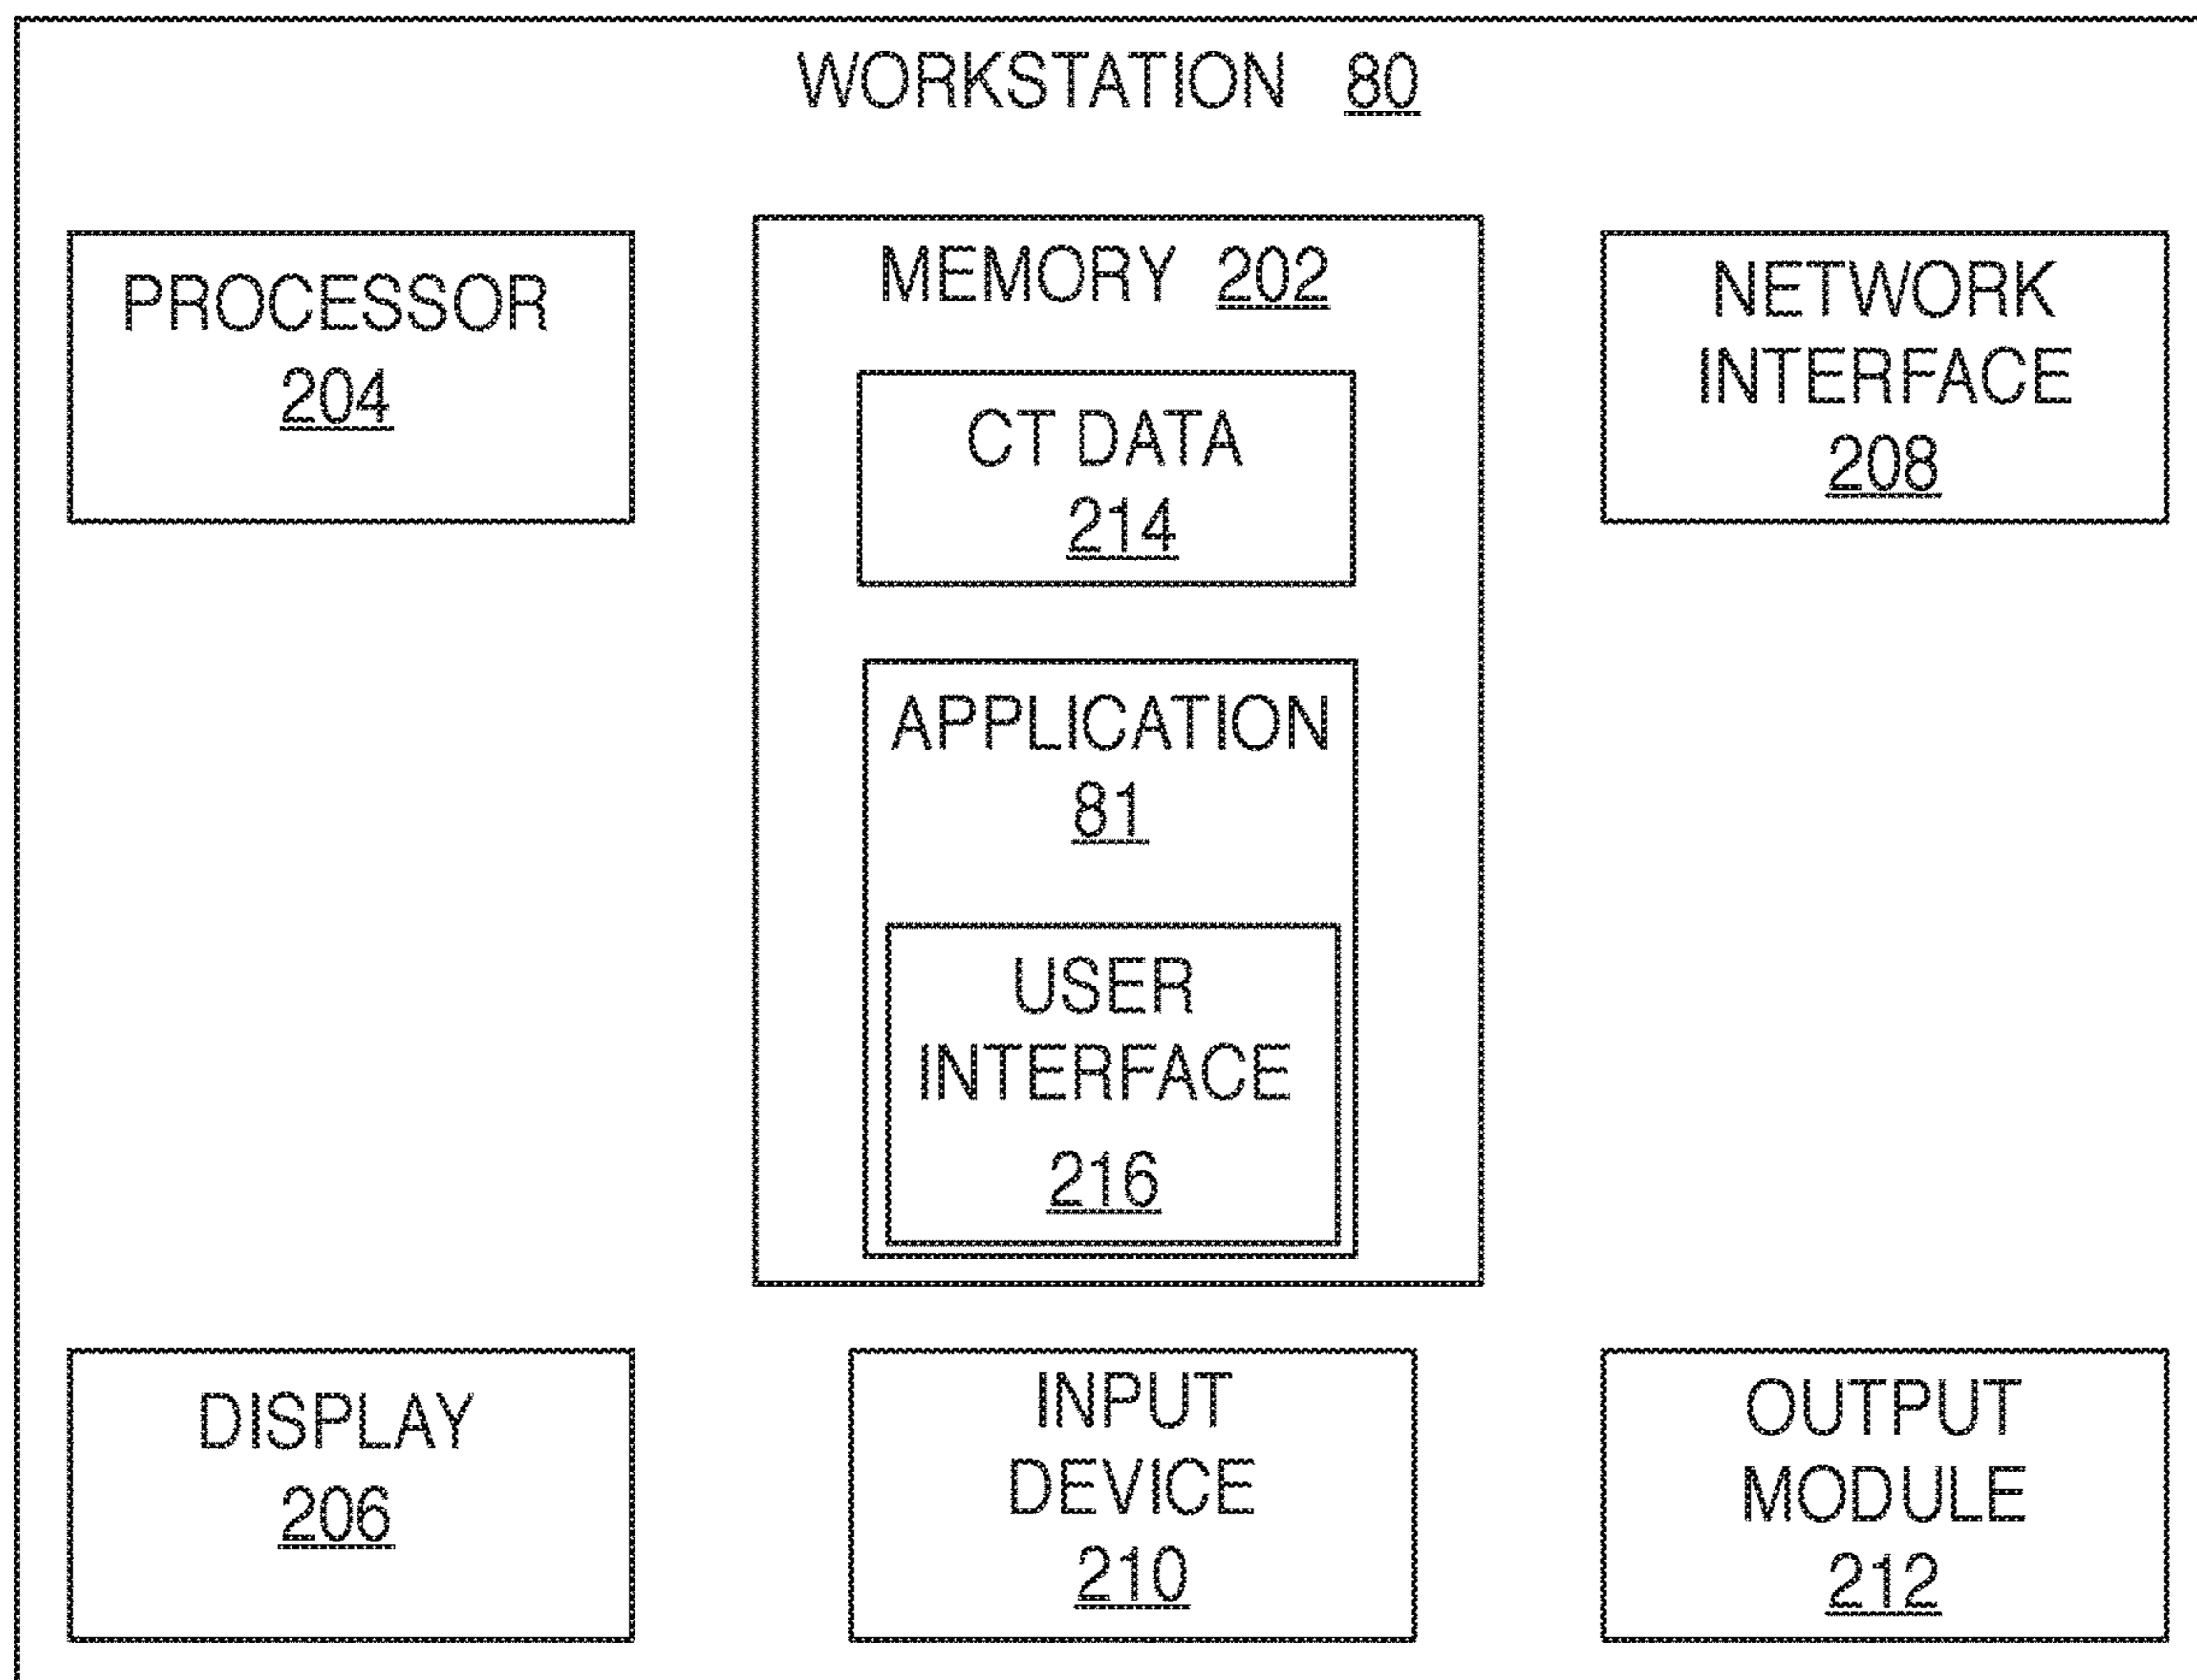 WORKSTATION 80
PROCESSOR
204
MEMORY 202
CT DATA
214
APPLICATION
81
USER
INTERFACE
216
NETWORK
INTERFACE
208
DISPLAY
206
INPUT
DEVICE
210
OUTPUT
MODULE
212